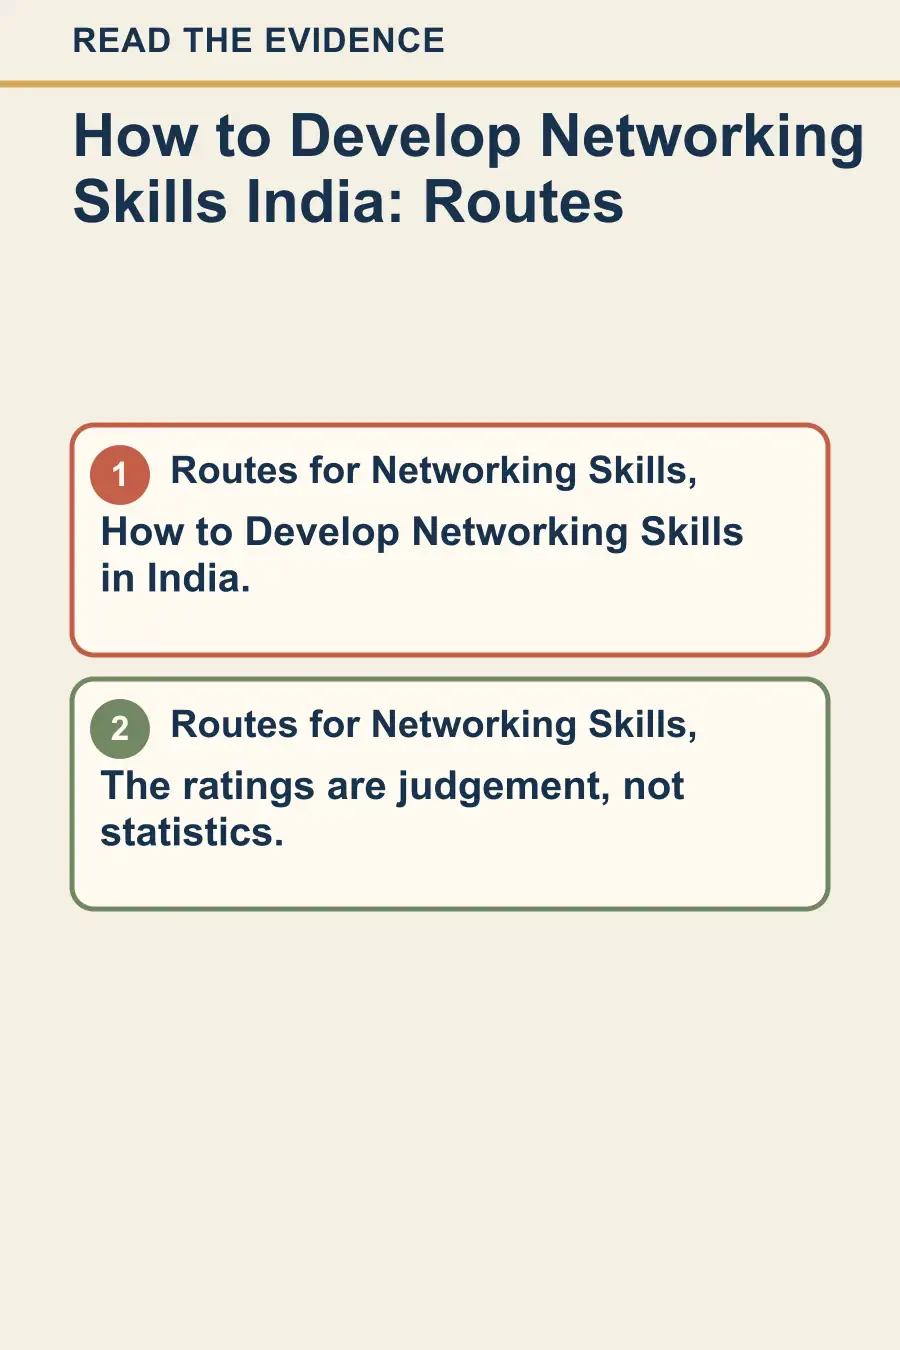 READ THE EVIDENCE
How to Develop Networking
Skills India: Routes
1
Routes for Networking Skills,
How to Develop Networking Skills
in India.
2
Routes for Networking Skills,
The ratings are judgement, not
statistics.